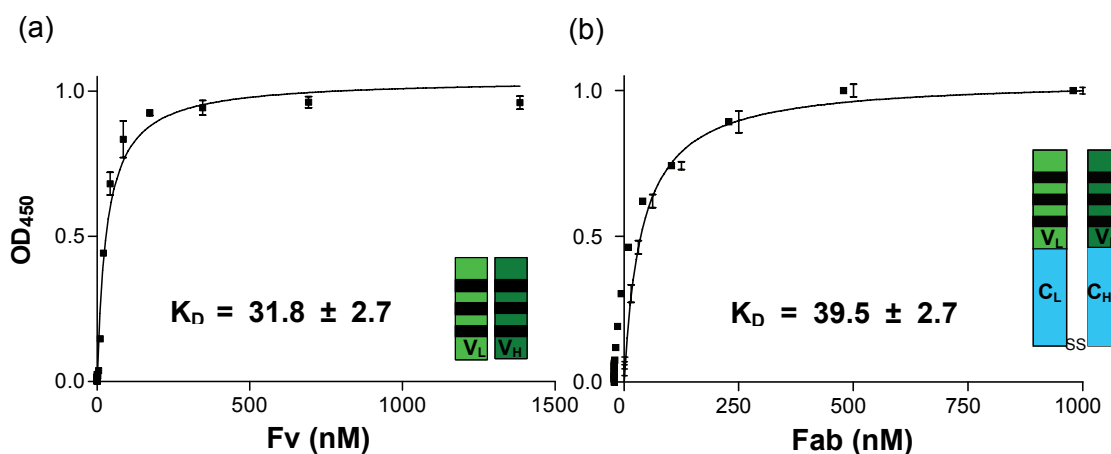 (a)
1.0
0.5
0.0
OD450
0 500 1000 1500
Fv (nM)
KD = 31.8 ± 2.7
VL VH
(b)
1.0
0.5
0.0
0 250 500 750 1000
Fab (nM)
KD = 39.5 ± 2.7
VL V
CL CH
SS